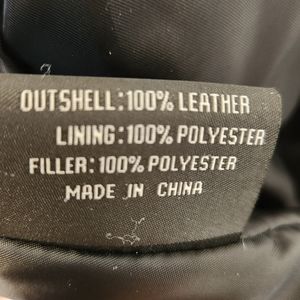 OUTSHELL:100% LEATHER
LINING:100% POLYESTER
FILLER:100% POLYESTER
MADE IN CHINA